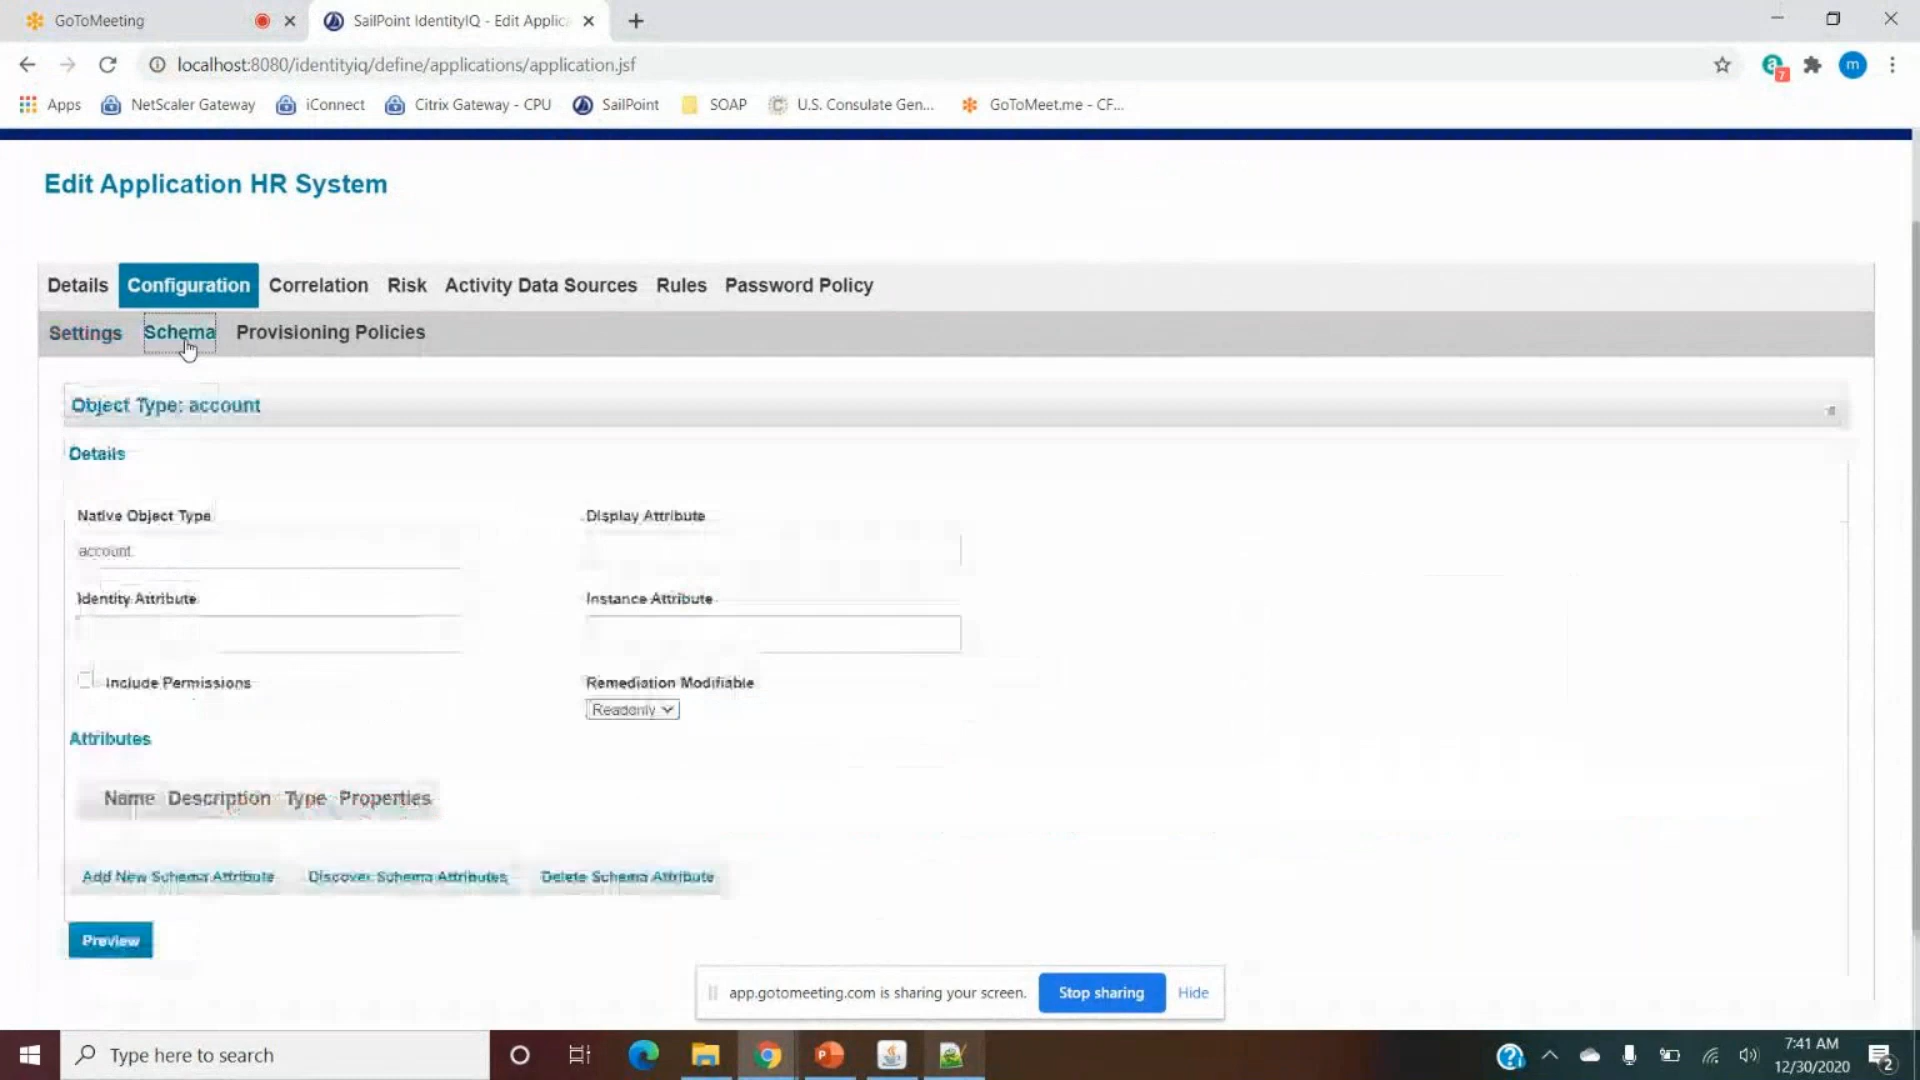 GoToMeeting
SailPoint IdentityIQ - Edit Applic
localhost:8080/identityiq/define/applications/application.jsf
7
m
Apps NetScaler Gateway iConnect Citrix Gateway - CPU SailPoint SOAP U.S. Consulate Gen... GoToMeet.me - CF...
Edit Application HR System
Details Configuration Correlation Risk Activity Data Sources Rules Password Policy
Settings Schema Provisioning Policies
Object Type: account
Details
Native Object Type Display Attribute
account
Identity Attribute Instance Attribute
Include Permissions Remediation Modifiable
Readonly
Attributes
Name Description Type Properties
Add New Schema Attribute Discover Schema Attributes Delete Schema Attribute
Preview
app.gotomeeting.com is sharing your screen. Stop sharing Hide
Type here to search
7:41 AM
12/30/2020
2